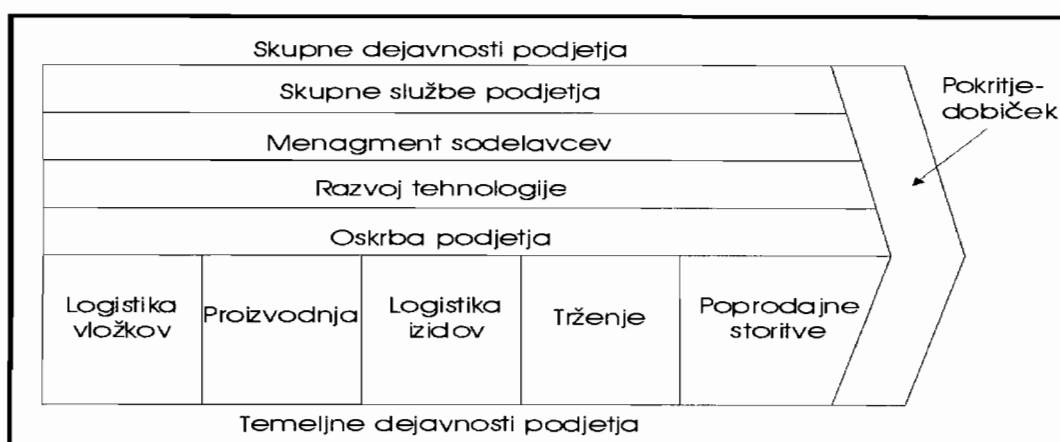 Skupne dejavnosti podjetja
Skupne službe podjetja
Pokritje-
dobiček
Menagment sodelavcev
Razvoj tehnologije
Oskrba podjetja
Logistika
vložkov
Proizvodnja
Logistika
izidov
Trženje
Poprodajne
storitve
Temeljne dejavnosti podjetja